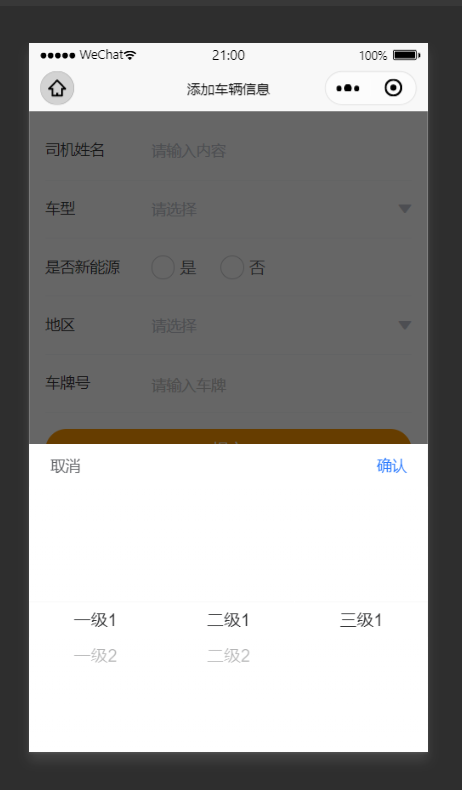 WeChat 21:00 100%
添加车辆信息
司机姓名 请输入内容
车型 请选择
是否新能源 是 否
地区 请选择
车牌号 请输入车牌
取消 确认
一级1 二级1 三级1
一级2 二级2